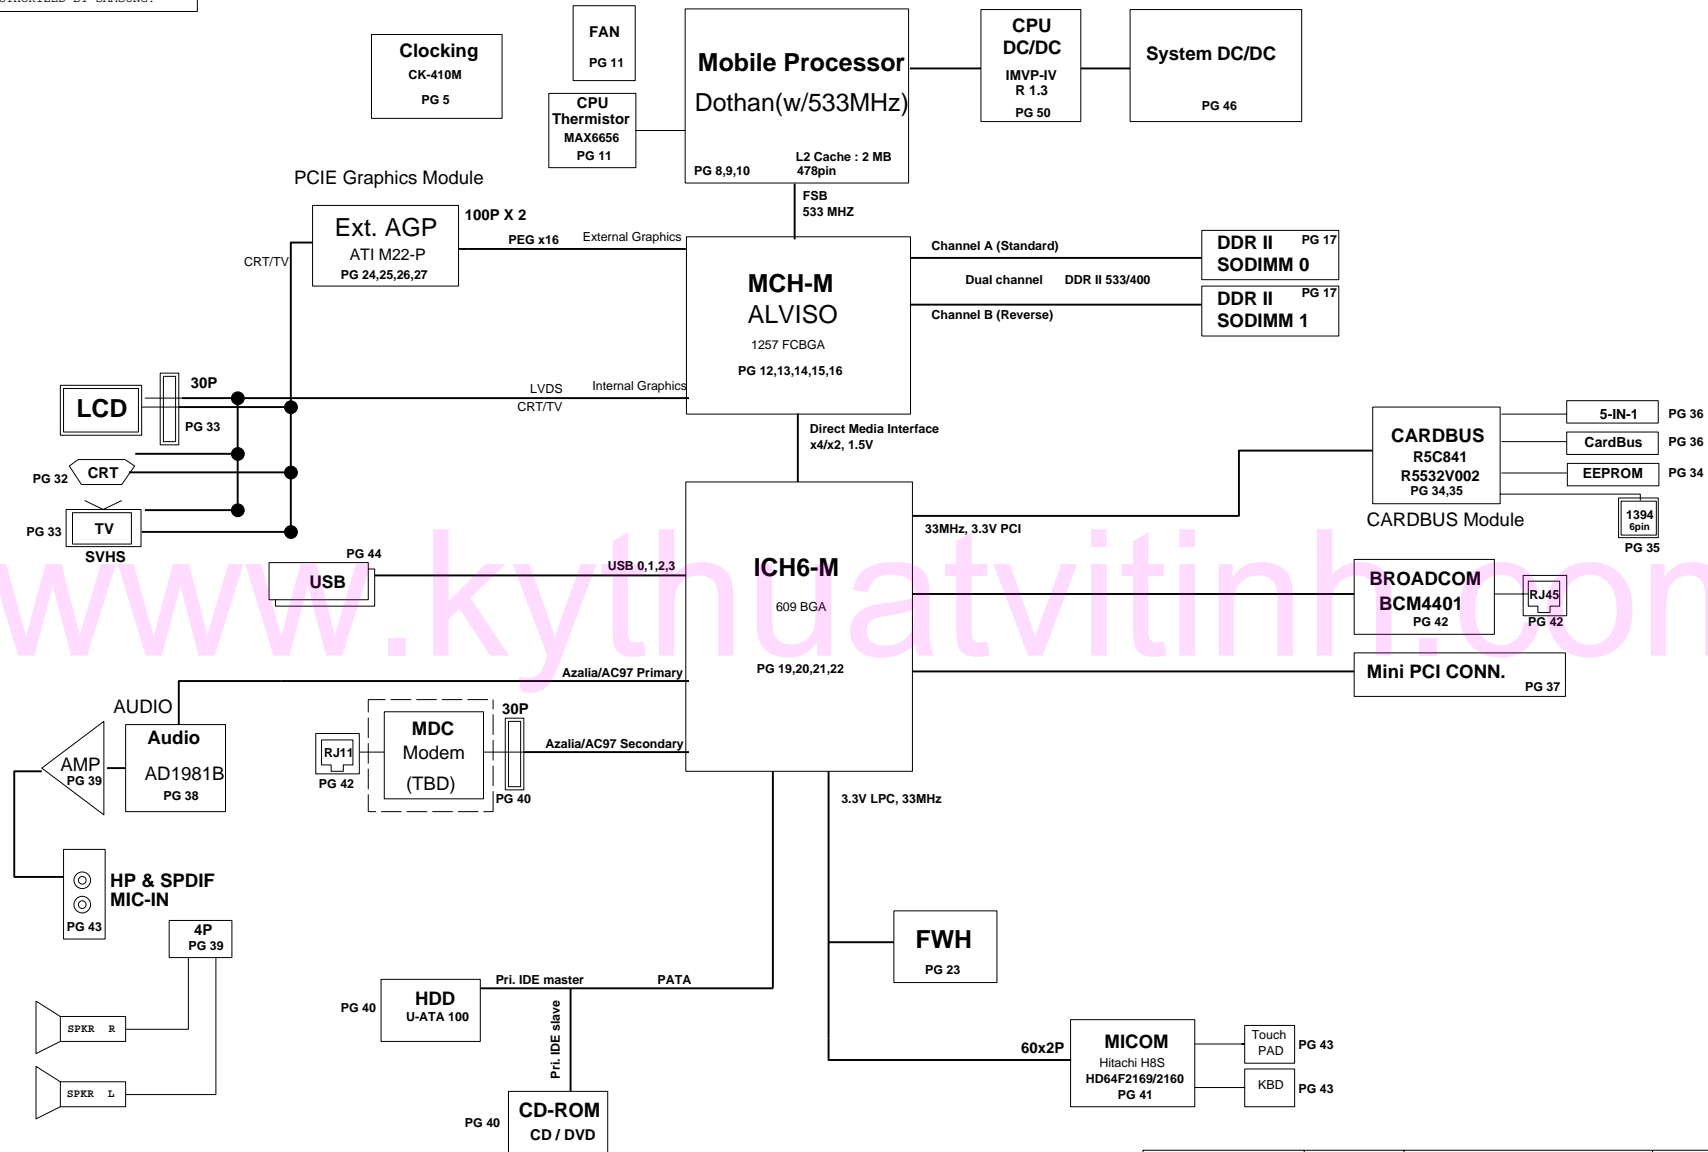 Clocking
CK-410M
PG 5
FAN
PG 11
CPU
Thermistor
MAX6656
PG 11
Mobile Processor
Dothan(w/533MHz)
L2 Cache : 2 MB
PG 8,9,10
478pin
CPU
DC/DC
IMVP-IV
R 1.3
PG 50
System DC/DC
PG 46
FSB
533 MHZ
PCIE Graphics Module
Ext. AGP
ATI M22-P
PG 24,25,26,27
100P X 2
PEG x16
External Graphics
CRT/TV
MCH-M
ALVISO
1257 FCBGA
PG 12,13,14,15,16
Channel A (Standard)
Dual channel
DDR II 533/400
Channel B (Reverse)
DDR II
PG 17
SODIMM 0
DDR II
PG 17
SODIMM 1
LCD
30P
PG 33
LVDS
Internal Graphics
CRT/TV
PG 32
CRT
PG 33
TV
SVHS
Direct Media Interface
x4/x2, 1.5V
CARDBUS
R5C841
R5532V002
PG 34,35
CARDBUS Module
5-IN-1
PG 36
CardBus
PG 36
EEPROM
PG 34
1394
6pin
PG 35
33MHz, 3.3V PCI
ICH6-M
609 BGA
PG 19,20,21,22
PG 44
USB
USB 0,1,2,3
BROADCOM
BCM4401
PG 42
RJ45
PG 42
Mini PCI CONN.
PG 37
www.kythuatvitinh.com
Azalia/AC97 Primary
AUDIO
Audio
AD1981B
PG 38
AMP
PG 39
RJ11
PG 42
MDC
Modem
(TBD)
30P
PG 40
Azalia/AC97 Secondary
3.3V LPC, 33MHz
HP & SPDIF
MIC-IN
PG 43
4P
PG 39
SPKR R
SPKR L
PG 40
HDD
U-ATA 100
Pri. IDE master
PATA
Pri. IDE slave
PG 40
CD-ROM
CD / DVD
FWH
PG 23
60x2P
MICOM
Hitachi H8S
HD64F2169/2160
PG 41
Touch
PAD
PG 43
KBD
PG 43